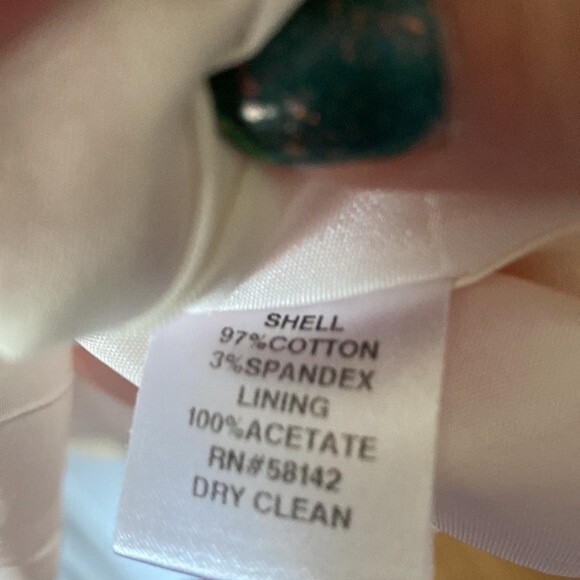 SHELL
97%COTTON
3%SPANDEX
LINING
100%ACETATE
RN#58142
DRY CLEAN